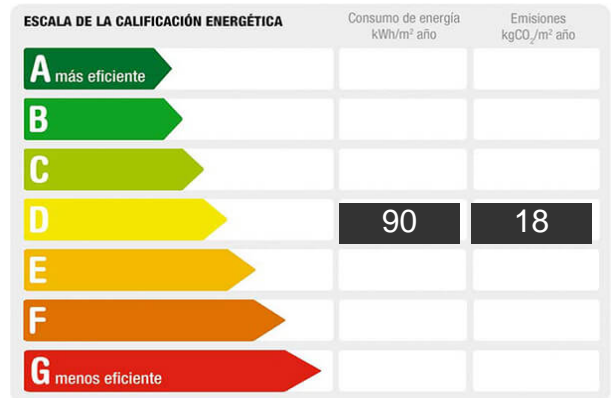 ESCALA DE LA CALIFICACIÓN ENERGÉTICA
Consumo de energía
kWh/m² año
Emisiones
kgCO₂/m² año
A más eficiente
B
C
D 90 18
E
F
G menos eficiente